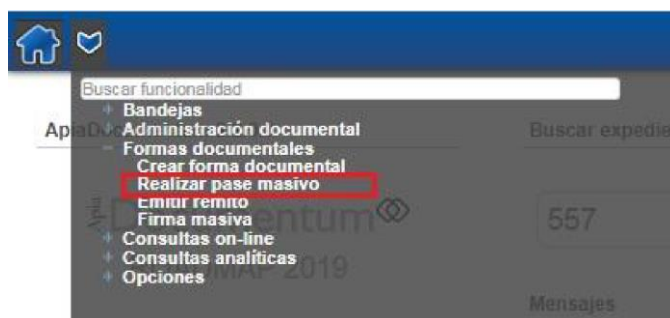 Buscar funcionalidad
Bandejas
Administración documental
Formas documentales
Crear forma documental
Realizar pase masivo
Emitir remito
Firma masiva
Consultas on-line
Consultas analíticas
Opciones
Buscar expedie
557
2019
Mensajes